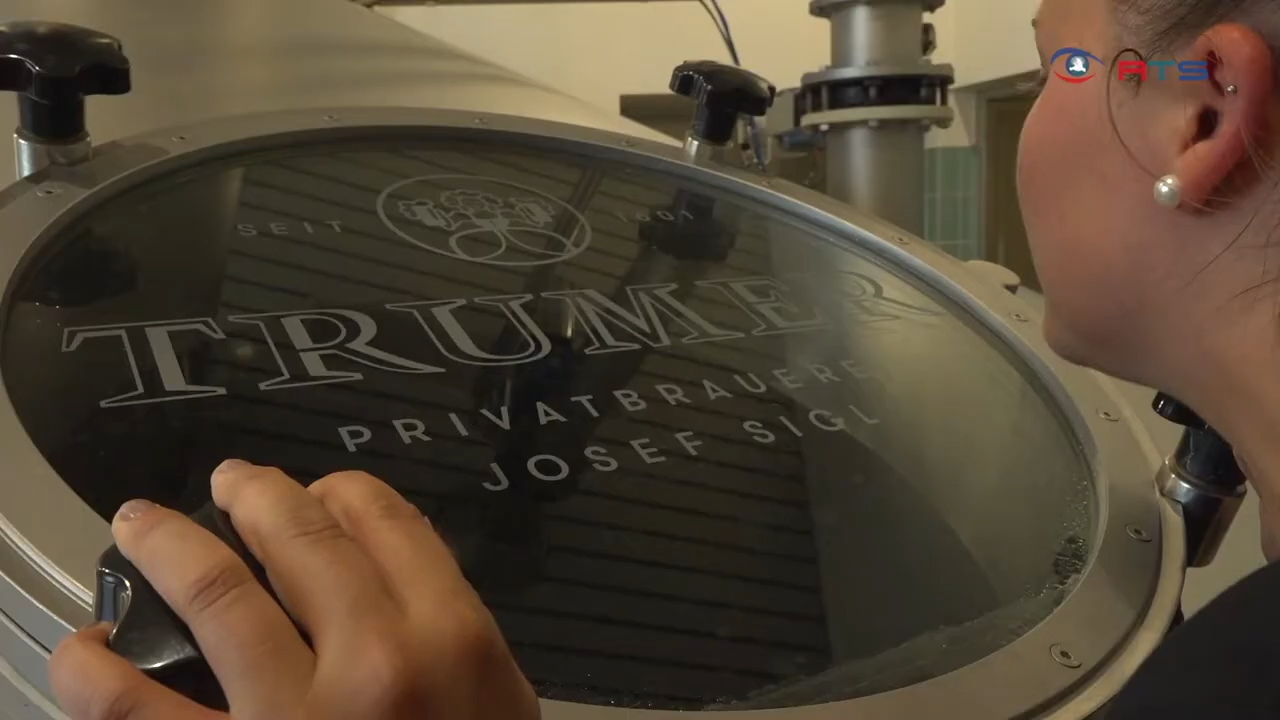 RTS
SEIT 1601
TRUMER
PRIVATBRAUEREI
JOSEF SIGL